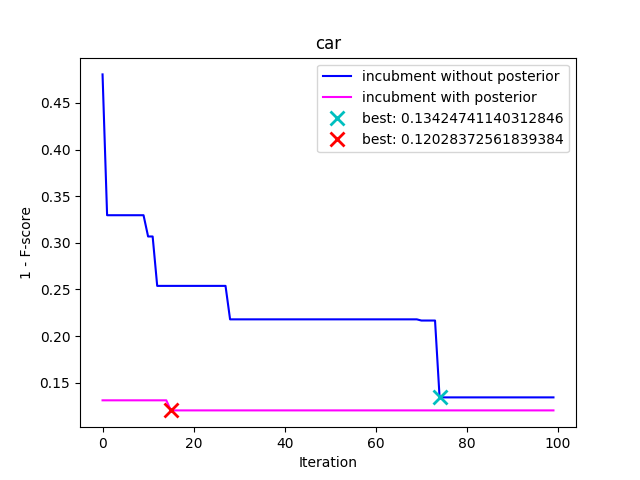 car
incubment without posterior
incubment with posterior
best: 0.13424741140312846
best: 0.12028372561839384
1 - F-score
0.45
0.40
0.35
0.30
0.25
0.20
0.15
0 20 40 60 80 100
Iteration